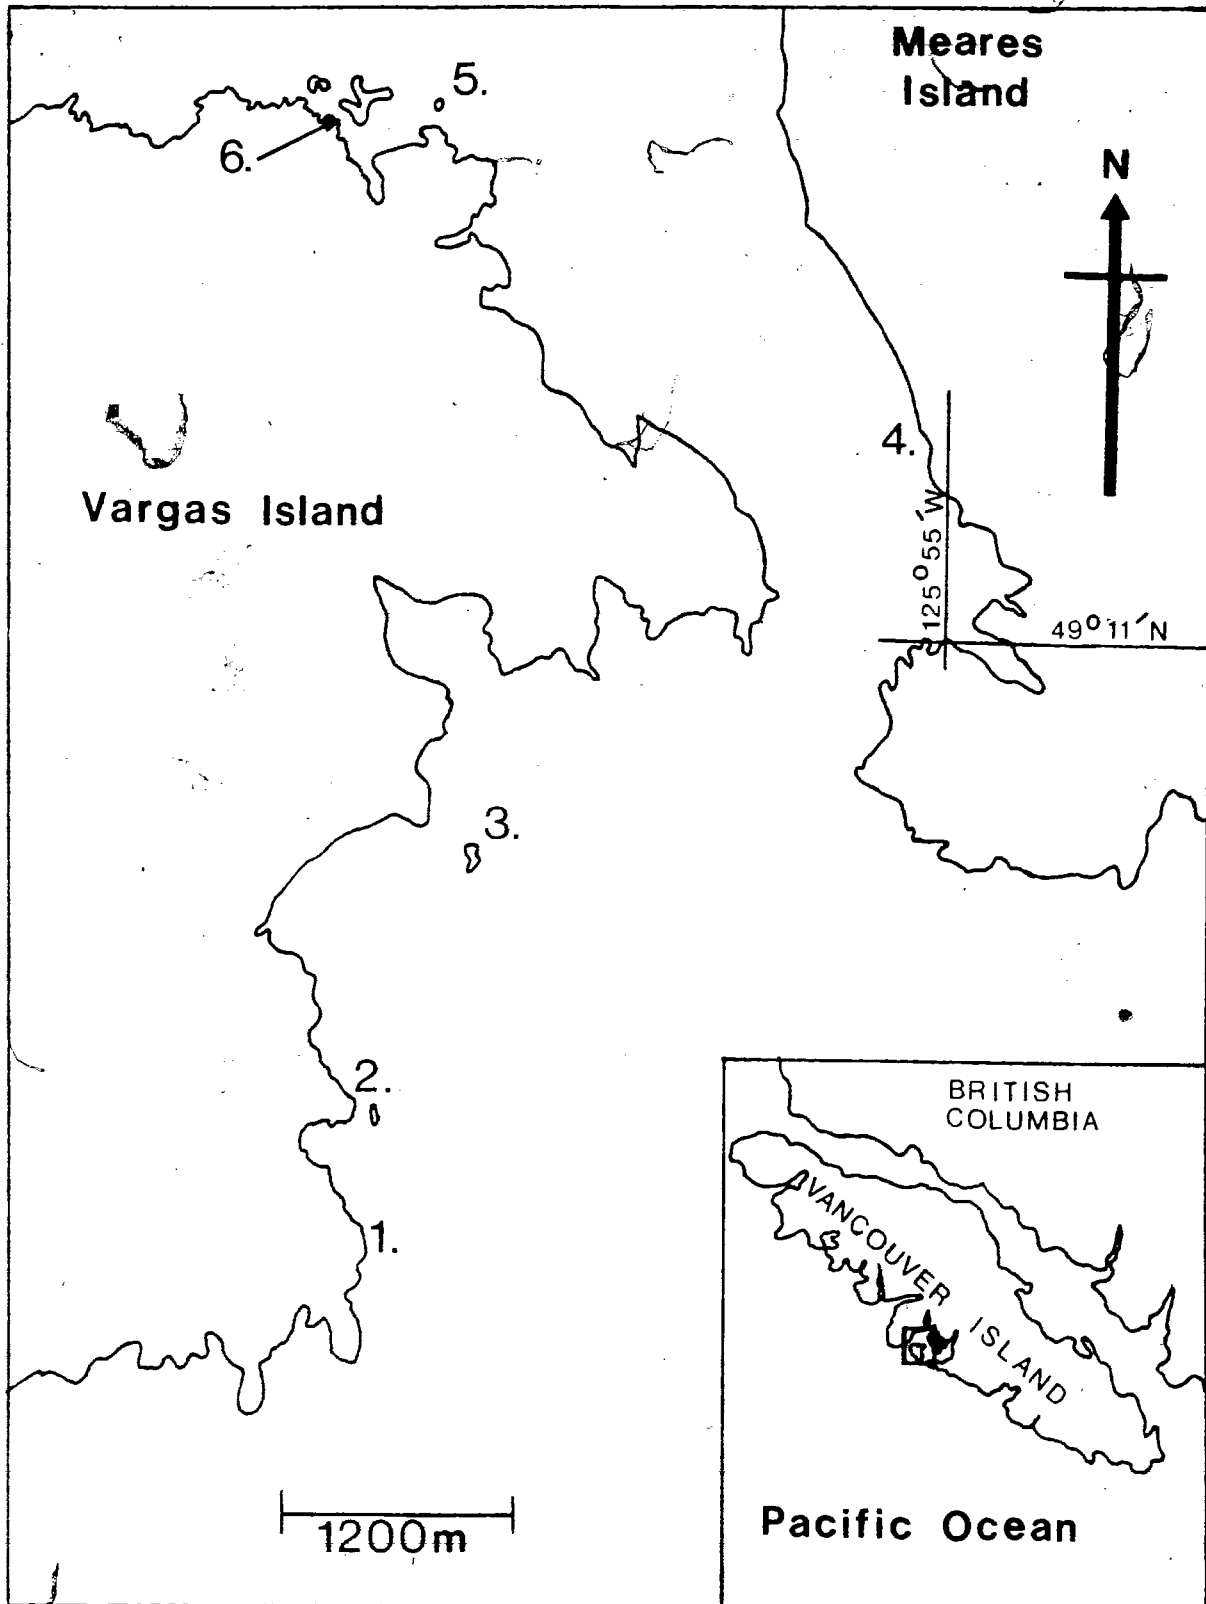 Meares
Island
5.
6.
N
4.
Vargas Island
125°55′W
49°11′N
3.
2.
1.
BRITISH
COLUMBIA
VANCOUVER ISLAND
1200m
Pacific Ocean